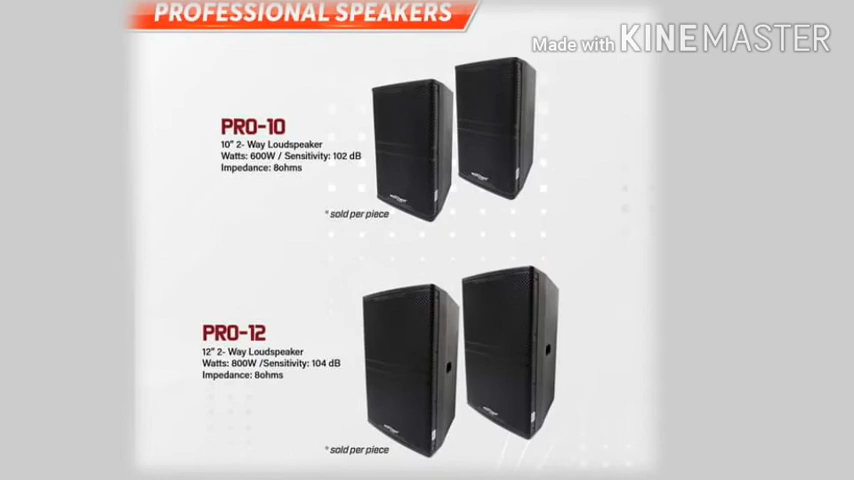 PROFESSIONAL SPEAKERS
Made with KINEMASTER
PRO-10
10" 2- Way Loudspeaker
Watts: 600W / Sensitivity: 102 dB
Impedance: 8ohms
* sold per piece
PRO-12
12" 2- Way Loudspeaker
Watts: 800W /Sensitivity: 104 dB
Impedance: 8ohms
* sold per piece